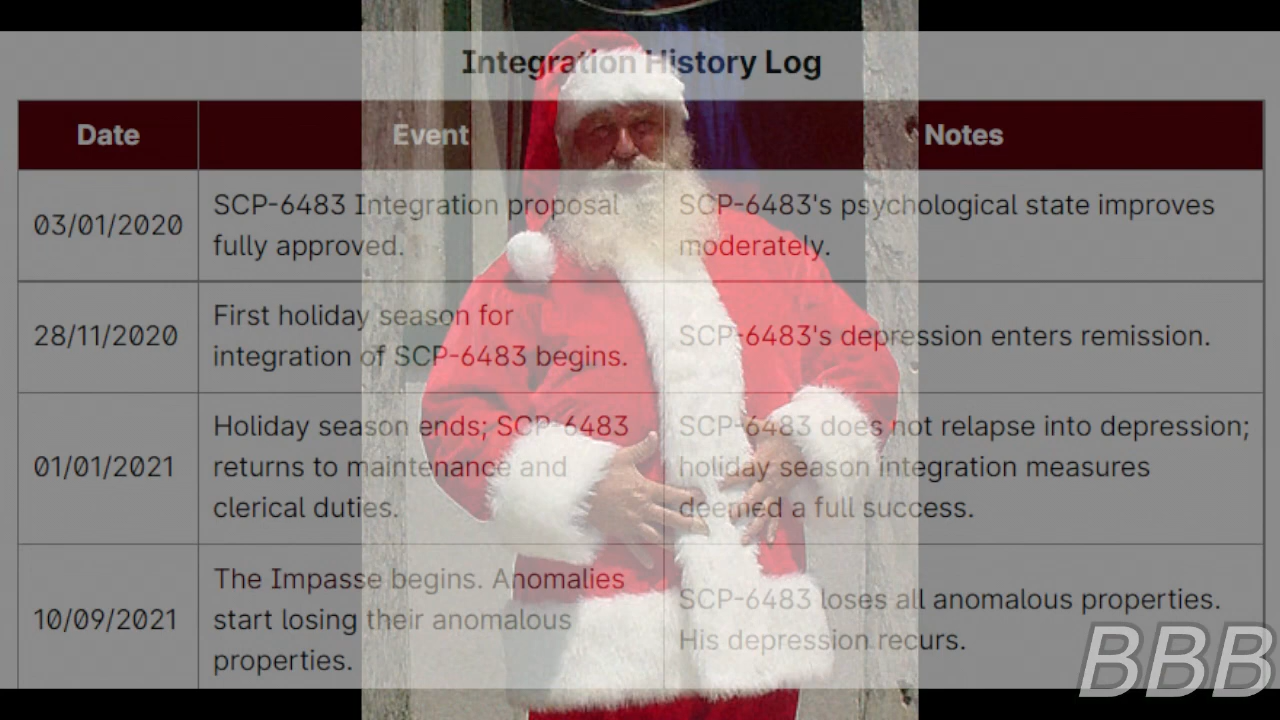 Integration History Log
Date Event Notes
03/01/2020
SCP-6483 Integration proposal
fully approved.
SCP-6483's psychological state improves
moderately.
28/11/2020
First holiday season for
integration of SCP-6483 begins.
SCP-6483's depression enters remission.
01/01/2021
Holiday season ends; SCP-6483
returns to maintenance and
clerical duties.
SCP-6483 does not relapse into depression;
holiday season integration measures
deemed a full success.
10/09/2021
The Impasse begins. Anomalies
start losing their anomalous
properties.
SCP-6483 loses all anomalous properties.
His depression recurs.
BBB